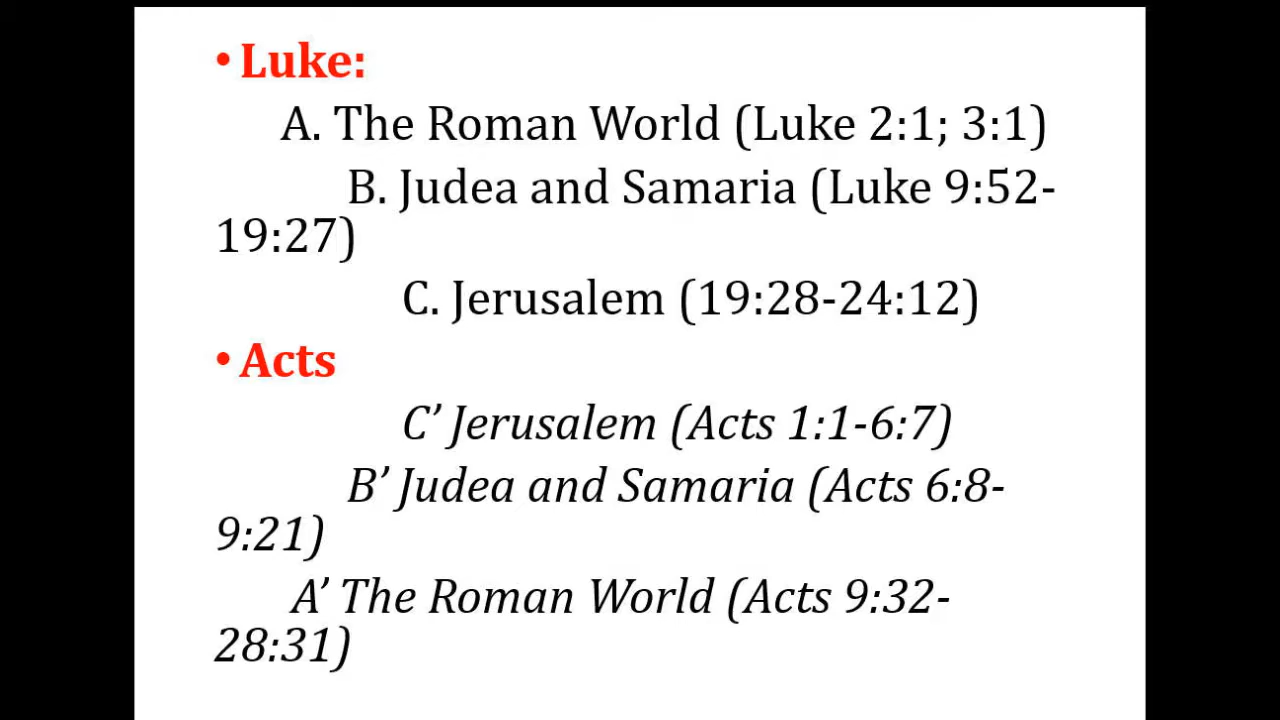 • Luke:
A. The Roman World (Luke 2:1; 3:1)
B. Judea and Samaria (Luke 9:52-
19:27)
C. Jerusalem (19:28-24:12)
• Acts
C’ Jerusalem (Acts 1:1-6:7)
B’ Judea and Samaria (Acts 6:8-
9:21)
A’ The Roman World (Acts 9:32-
28:31)